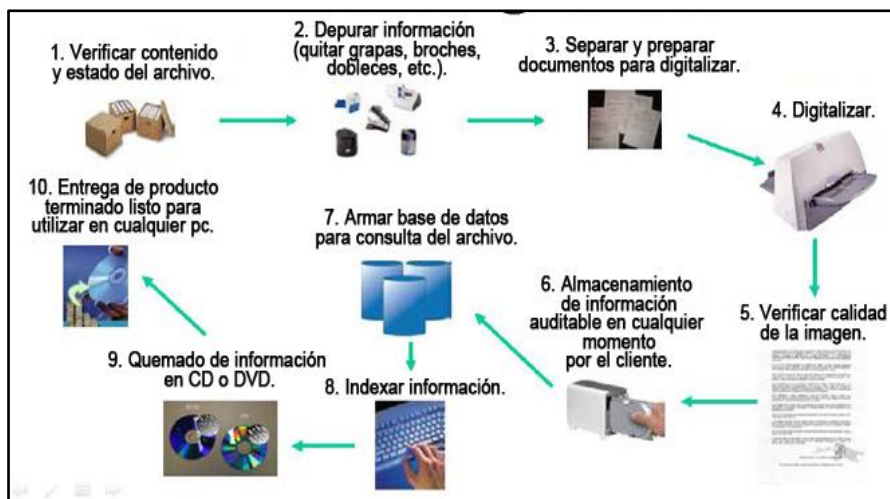 1. Verificar contenido
y estado del archivo.
2. Depurar información
(quitar grapas, broches,
dobleces, etc.).
3. Separar y preparar
documentos para digitalizar.
4. Digitalizar.
5. Verificar calidad
de la imagen.
6. Almacenamiento
de información
auditable en cualquier
momento
por el cliente.
7. Armar base de datos
para consulta del archivo.
8. Indexar información.
9. Quemado de información
en CD o DVD.
10. Entrega de producto
terminado listo para
utilizar en cualquier pc.